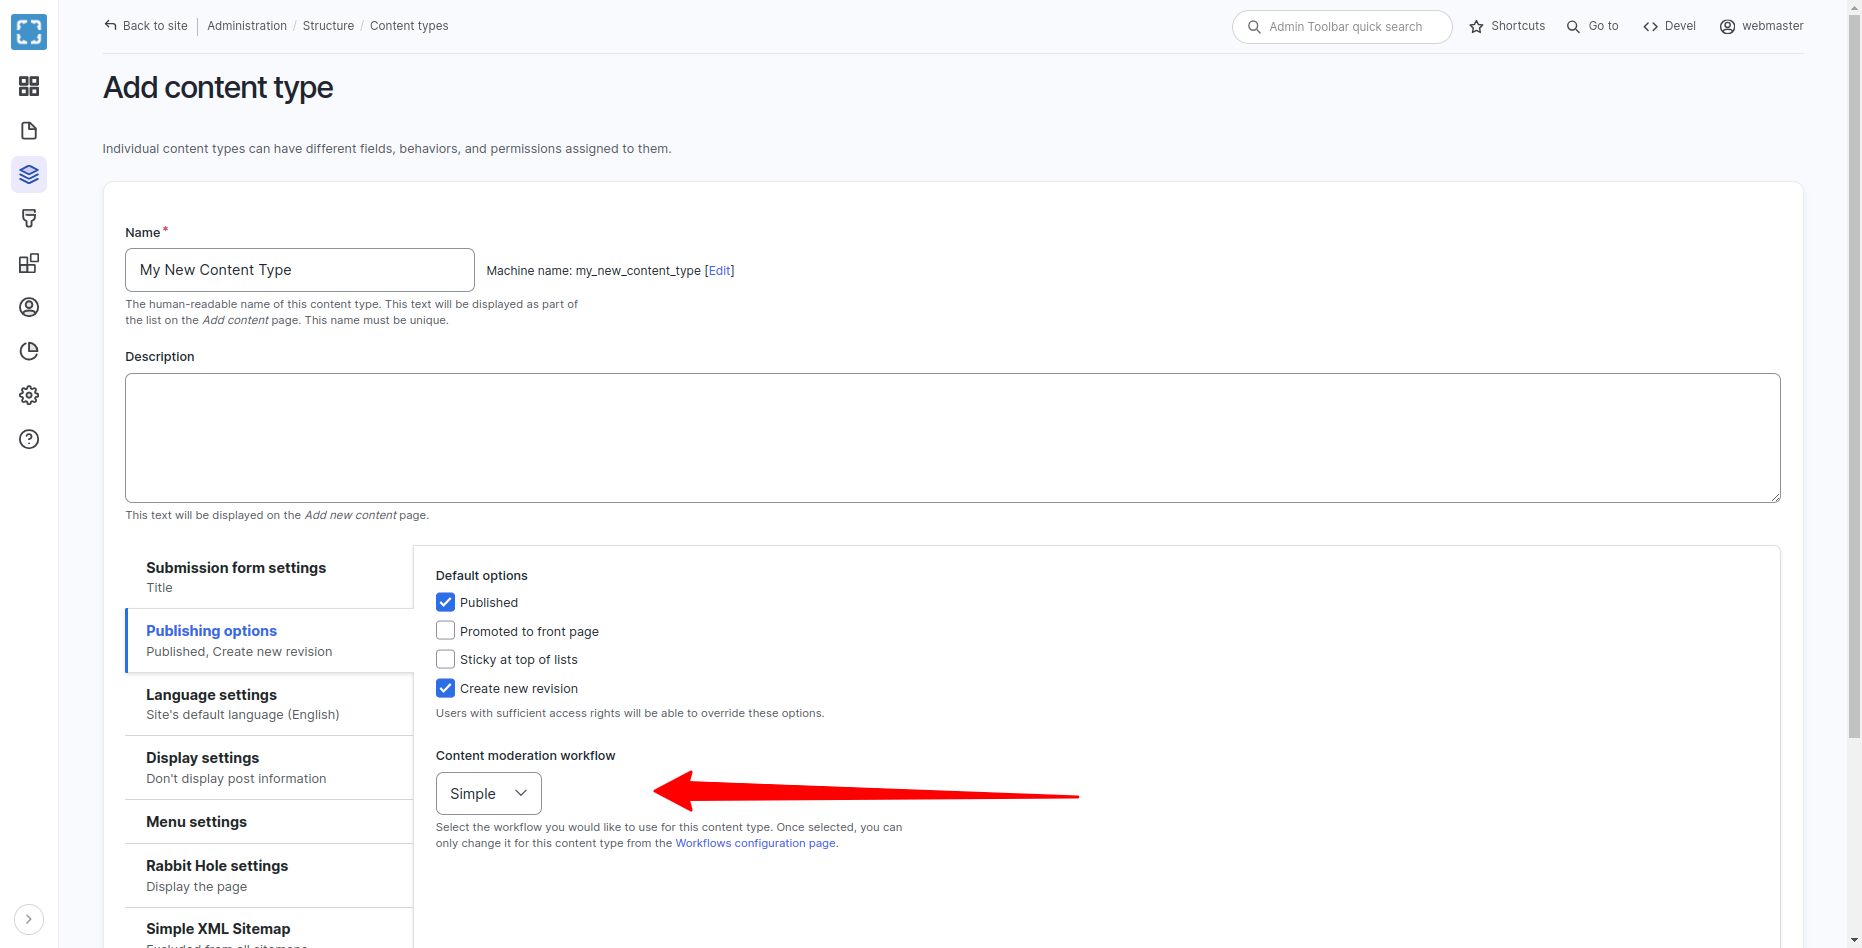 Back to site
Administration / Structure / Content types
Admin Toolbar quick search
Shortcuts
Go to
Devel
webmaster
Add content type
Individual content types can have different fields, behaviors, and permissions assigned to them.
Name*
My New Content Type
Machine name: my_new_content_type [Edit]
The human-readable name of this content type. This text will be displayed as part of
the list on the Add content page. This name must be unique.
Description
This text will be displayed on the Add new content page.
Submission form settings
Title
Publishing options
Published, Create new revision
Language settings
Site's default language (English)
Display settings
Don't display post information
Menu settings
Rabbit Hole settings
Display the page
Simple XML Sitemap
Excluded from all sitemaps
Default options
Published
Promoted to front page
Sticky at top of lists
Create new revision
Users with sufficient access rights will be able to override these options.
Content moderation workflow
Simple
Select the workflow you would like to use for this content type. Once selected, you can
only change it for this content type from the Workflows configuration page.